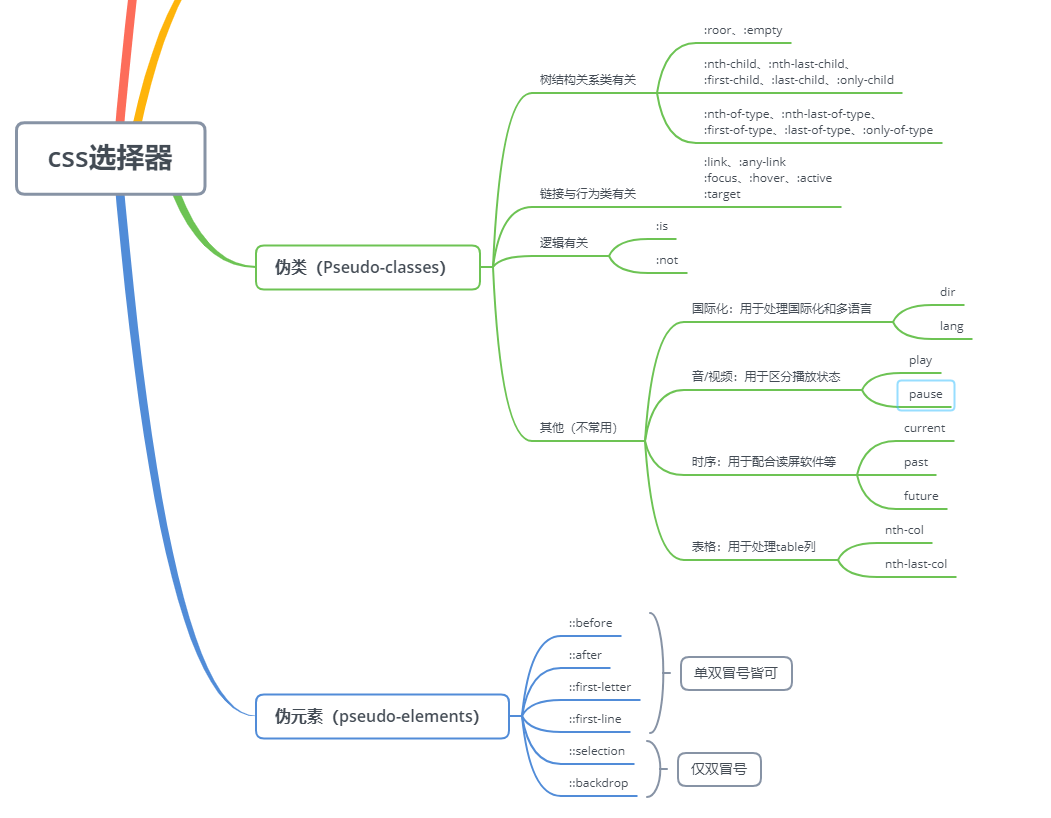 css选择器
伪类（Pseudo-classes）
树结构关系类有关
:roor、:empty
:nth-child、:nth-last-child、
:first-child、:last-child、:only-child
:nth-of-type、:nth-last-of-type、
:first-of-type、:last-of-type、:only-of-type
链接与行为类有关
:link、:any-link
:focus、:hover、:active
:target
逻辑有关
:is
:not
其他（不常用）
国际化：用于处理国际化和多语言
dir
lang
音/视频：用于区分播放状态
play
pause
时序：用于配合读屏软件等
current
past
future
表格：用于处理table列
nth-col
nth-last-col
伪元素（pseudo-elements）
::before
::after
::first-letter
::first-line
单双冒号皆可
::selection
::backdrop
仅双冒号